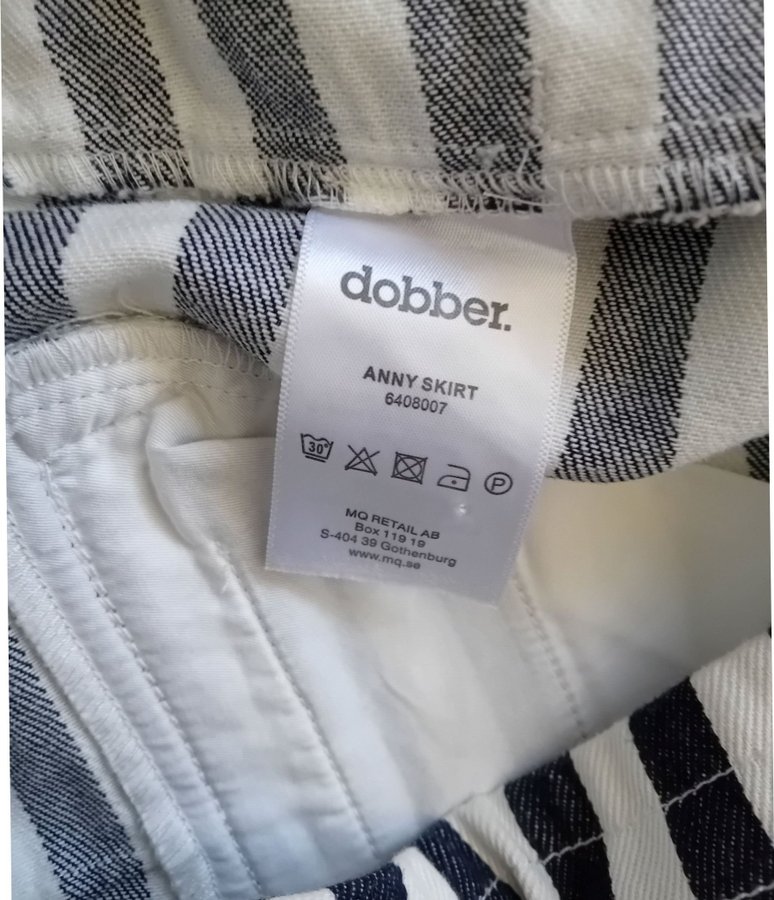 dobber.
ANNY SKIRT
6408007
30°
P
MQ RETAIL AB
Box 119 19
S-404 39 Gothenburg
www.mq.se